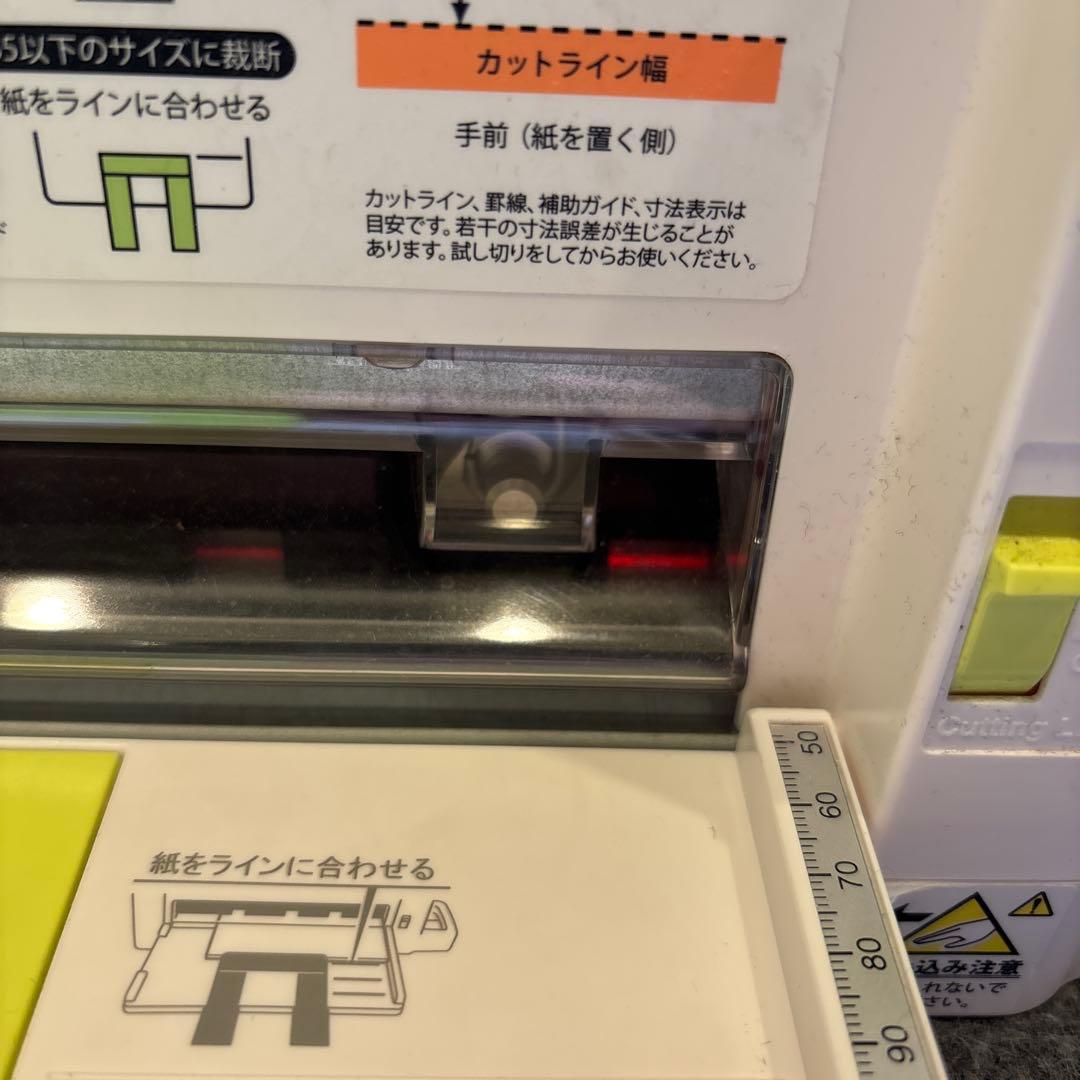 5以下のサイズに裁断
紙をラインに合わせる
カットライン幅
手前（紙を置く側）
カットライン、罫線、補助ガイド、寸法表示は
目安です。若干の寸法誤差が生じることが
あります。試し切りをしてからお使いください。
Cutting L
50
60
70
80
90
紙をラインに合わせる
込み注意
れないで
さい。